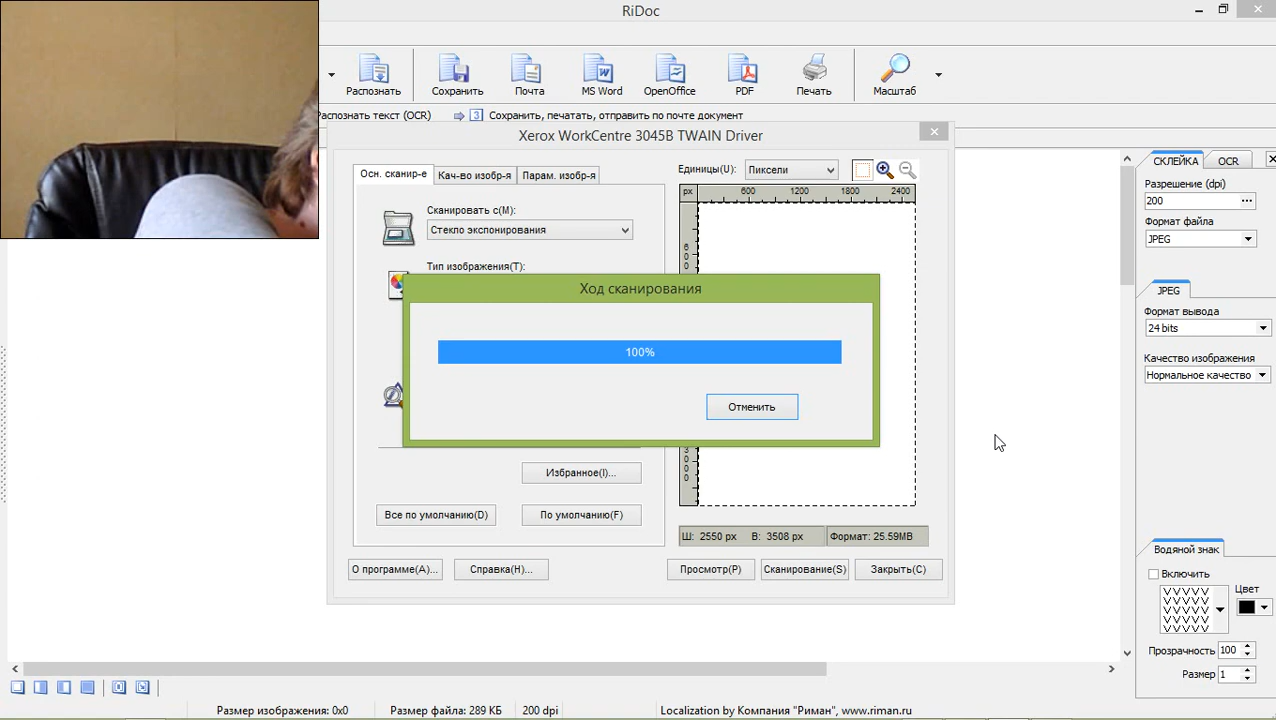 RiDoc
Распознать
Сохранить
Почта
MS Word
OpenOffice
PDF
Печать
Масштаб
Распознать текст (OCR)
3 Сохранить, печатать, отправить по почте документ
Xerox WorkCentre 3045B TWAIN Driver
Осн. сканир-е
Кач-во изобр-я
Парам. изобр-я
Единицы(U):
Пиксели
Сканировать с(M):
Стекло экспонирования
Тип изображения(T):
px
600
1200
1800
2400
600
Ход сканирования
100%
Отменить
3000
Избранное(I)...
Все по умолчанию(D)
По умолчанию(F)
Ш: 2550 px В: 3508 px
Формат: 25.59MB
О программе(A)...
Справка(H)...
Просмотр(P)
Сканирование(S)
Закрыть(C)
СКЛЕЙКА
OCR
Разрешение (dpi)
200
Формат файла
JPEG
JPEG
Формат вывода
24 bits
Качество изображения
Нормальное качество
Водяной знак
Включить
Цвет
Прозрачность 100
Размер 1
Размер изображения: 0x0
Размер файла: 289 КБ
200 dpi
Localization by Компания "Риман", www.riman.ru